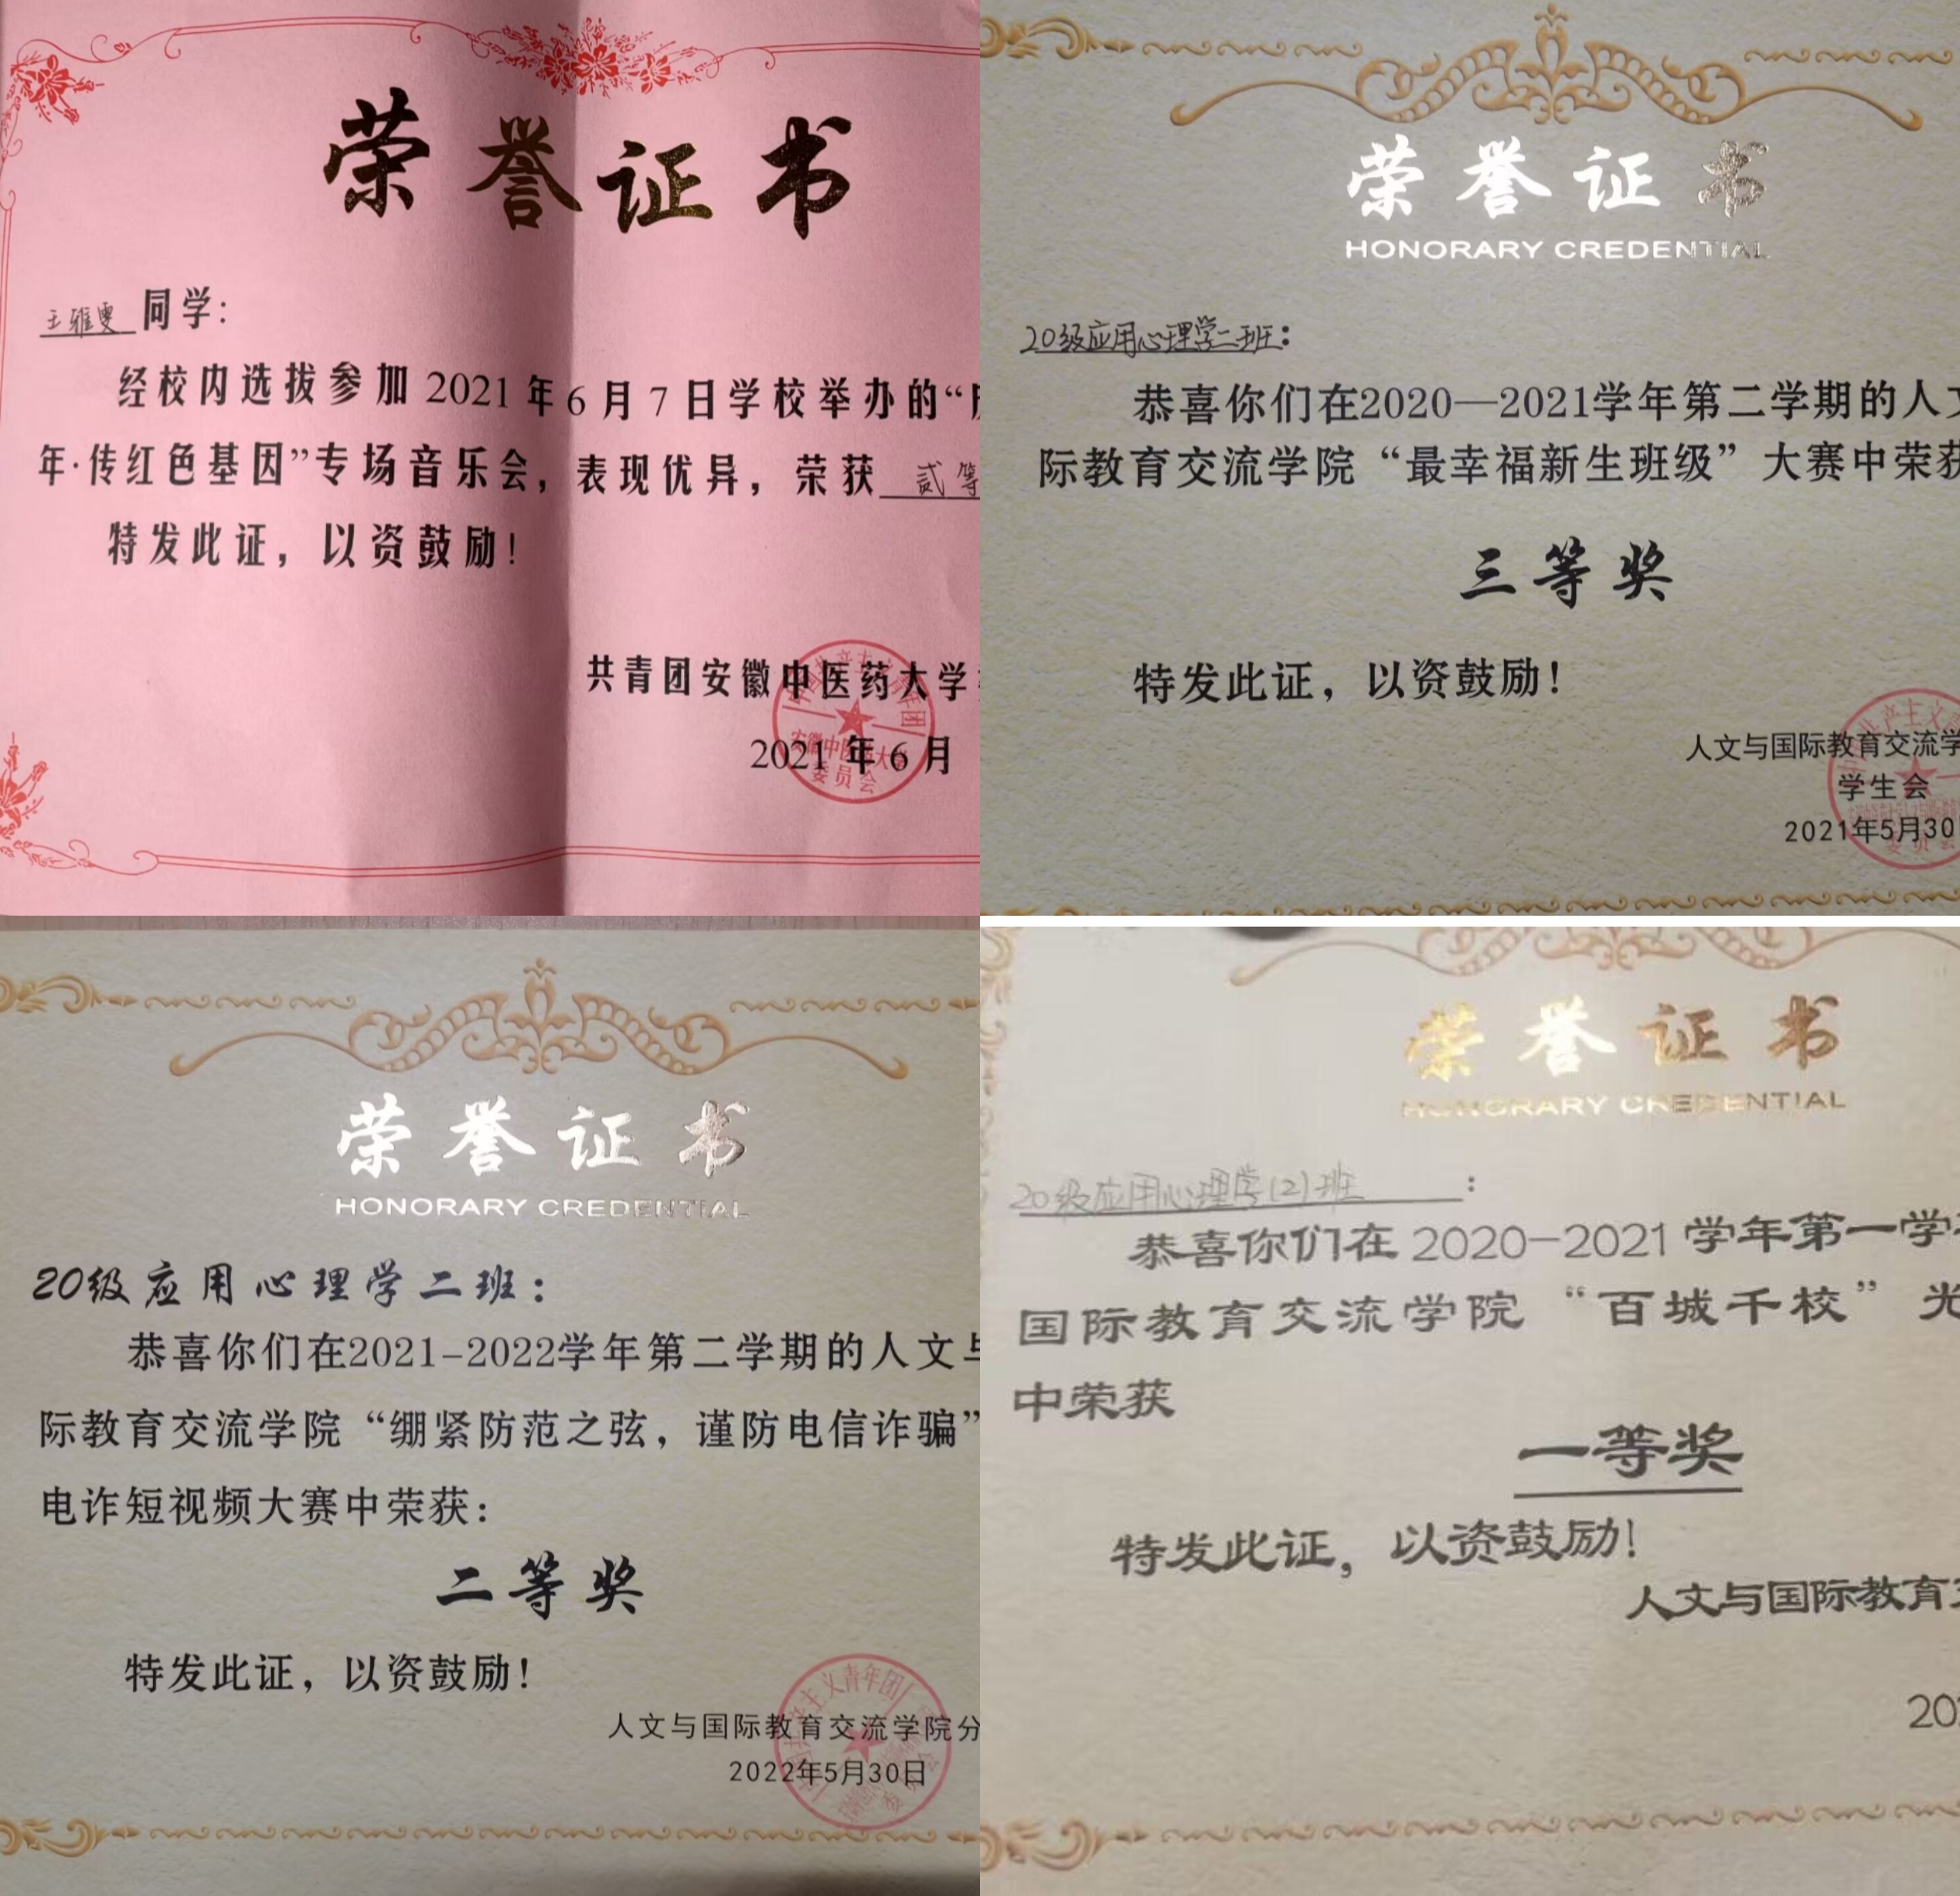 荣誉证书
王雅雯同学：
经校内选拔参加 2021 年 6 月 7 日学校举办的“
年·传红色基因”专场音乐会，表现优异，荣获 贰等
特发此证，以资鼓励！
共青团安徽中医药大学
2021 年 6 月
荣誉证书
HONORARY CREDENTIAL
20级应用心理学二班：
恭喜你们在2020—2021学年第二学期的人文
际教育交流学院“最幸福新生班级”大赛中荣获
三等奖
特发此证，以资鼓励！
人文与国际教育交流学
学生会
2021年5月30
荣誉证书
HONORARY CREDENTIAL
20级应用心理学二班：
恭喜你们在2021-2022学年第二学期的人文与
际教育交流学院“绷紧防范之弦，谨防电信诈骗”
电诈短视频大赛中荣获：
二等奖
特发此证，以资鼓励！
人文与国际教育交流学院分
2022年5月30日
荣誉证书
HONORARY CREDENTIAL
20级应用心理学(2)班：
恭喜你们在 2020-2021 学年第一学
国际教育交流学院“百城千校”光
中荣获
一等奖
特发此证，以资鼓励！
人文与国际教育
20